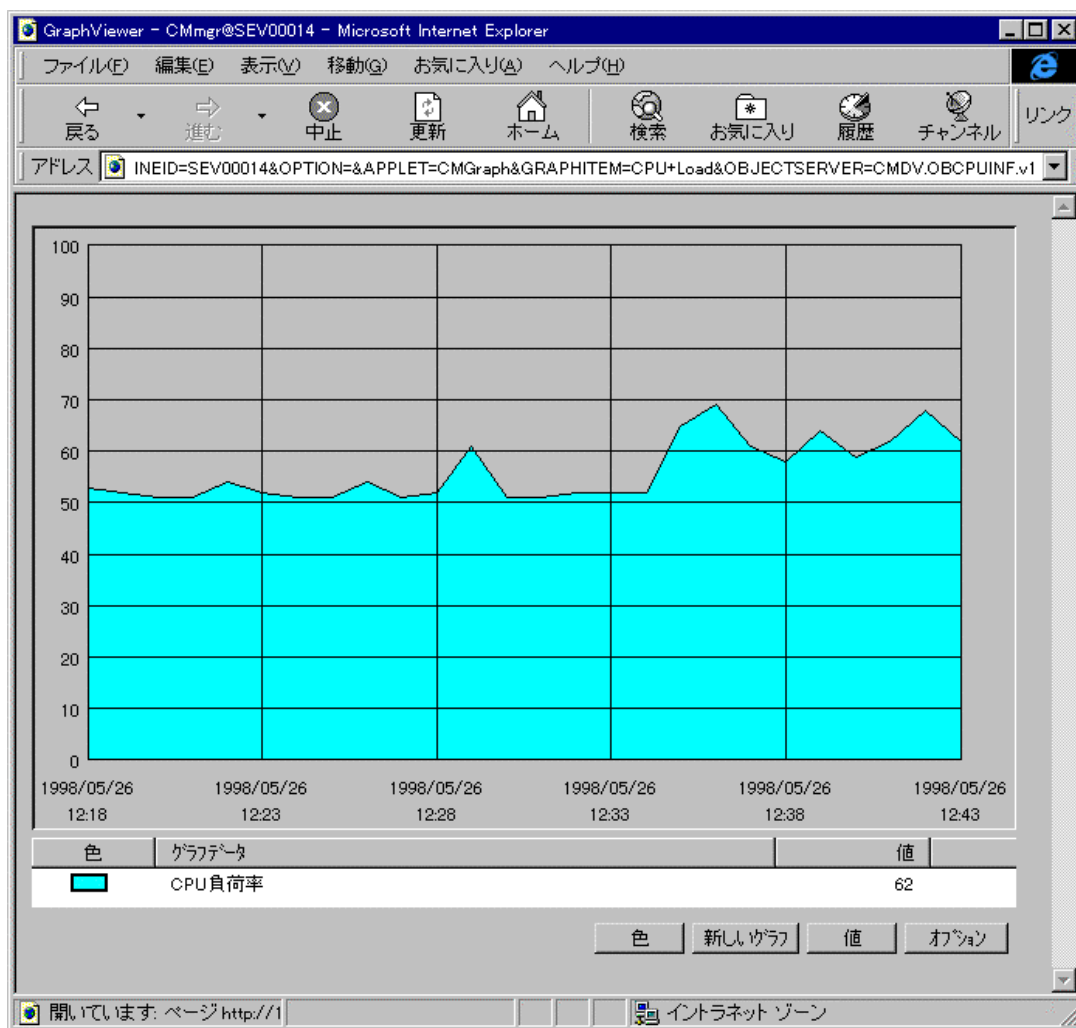 GraphViewer - CMmgr@SEV00014 - Microsoft Internet Explorer
ファイル(F) 編集(E) 表示(V) 移動(G) お気に入り(A) ヘルプ(H)
戻る 進む 中止 更新 ホーム 検索 お気に入り 履歴 チャンネル リンク
アドレス INEID=SEV00014&OPTION=&APPLET=CMGraph&GRAPHITEM=CPU+Load&OBJECTSERVER=CMDV.OBCPUINF.v1
100
90
80
70
60
50
40
30
20
10
0
1998/05/26 1998/05/26 1998/05/26 1998/05/26 1998/05/26 1998/05/26
12:18 12:23 12:28 12:33 12:38 12:43
色 グラフデータ 値
CPU負荷率 62
色 新しいグラフ 値 オプション
開いています: ページ http://1 イントラネット ゾーン